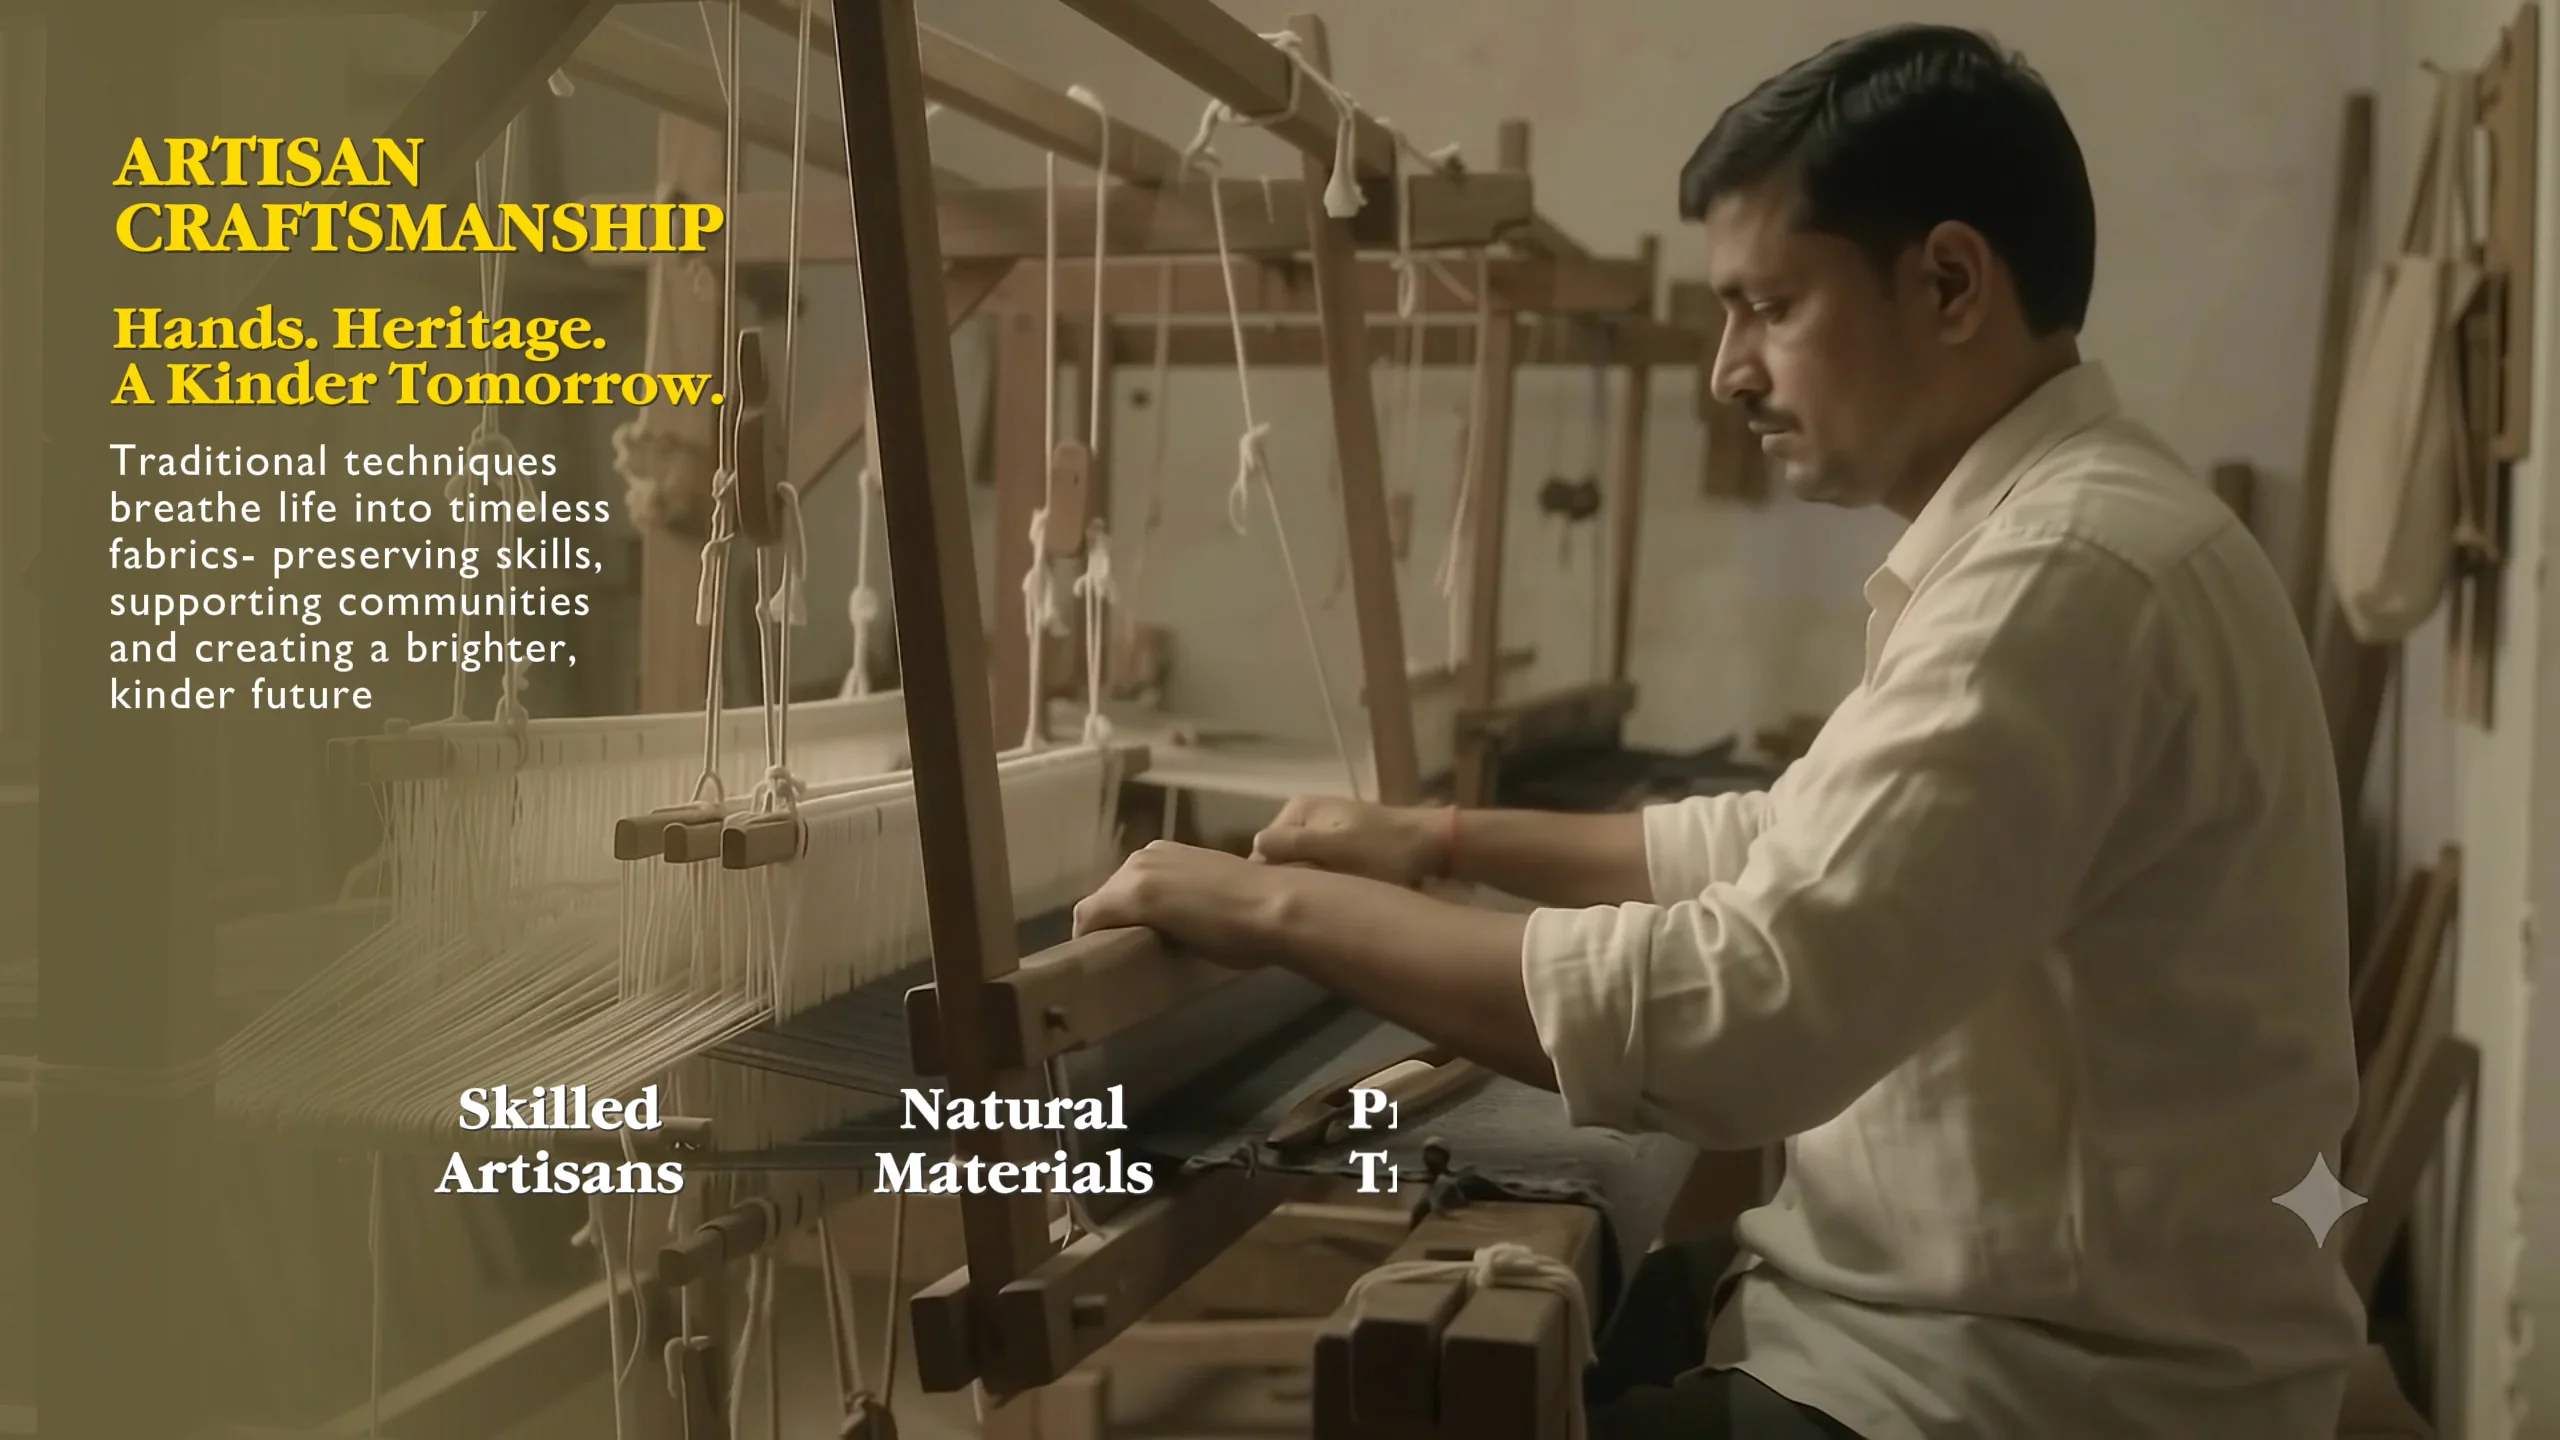 ARTISAN
CRAFTSMANSHIP
Hands. Heritage.
A Kinder Tomorrow.
Traditional techniques
breathe life into timeless
fabrics- preserving skills,
supporting communities
and creating a brighter,
kinder future
Skilled
Artisans
Natural
Materials